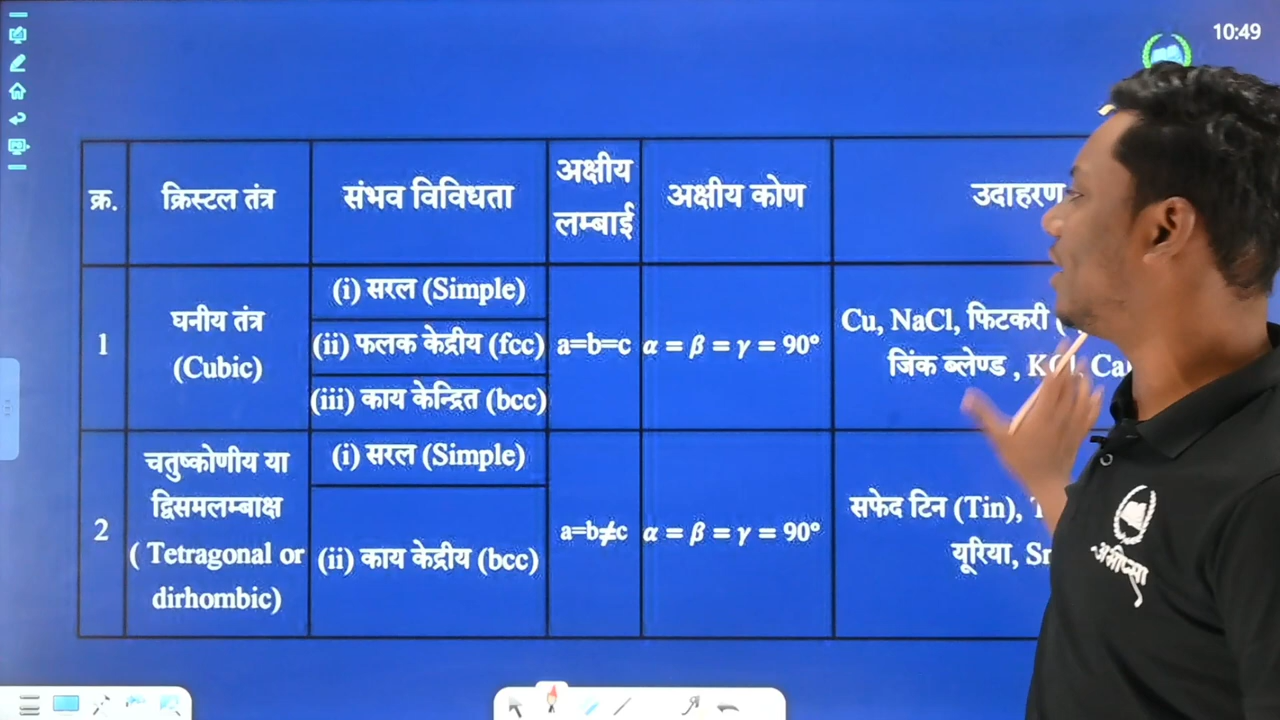 10:49
क्र.
क्रिस्टल तंत्र
संभव विविधता
अक्षीय
लम्बाई
अक्षीय कोण
उदाहरण
1
घनीय तंत्र
(Cubic)
(i) सरल (Simple)
(ii) फलक केद्रीय (fcc)
(iii) काय केन्द्रित (bcc)
a=b=c
α = β = γ = 90°
Cu, NaCl, फिटकरी
जिंक ब्लेण्ड ,
2
चतुष्कोणीय या
द्विसमलम्बाक्ष
( Tetragonal or
dirhombic)
(i) सरल (Simple)
(ii) काय केद्रीय (bcc)
a=b≠c
α = β = γ = 90°
सफेद टिन (Tin),
यूरिया,
अभीप्सा